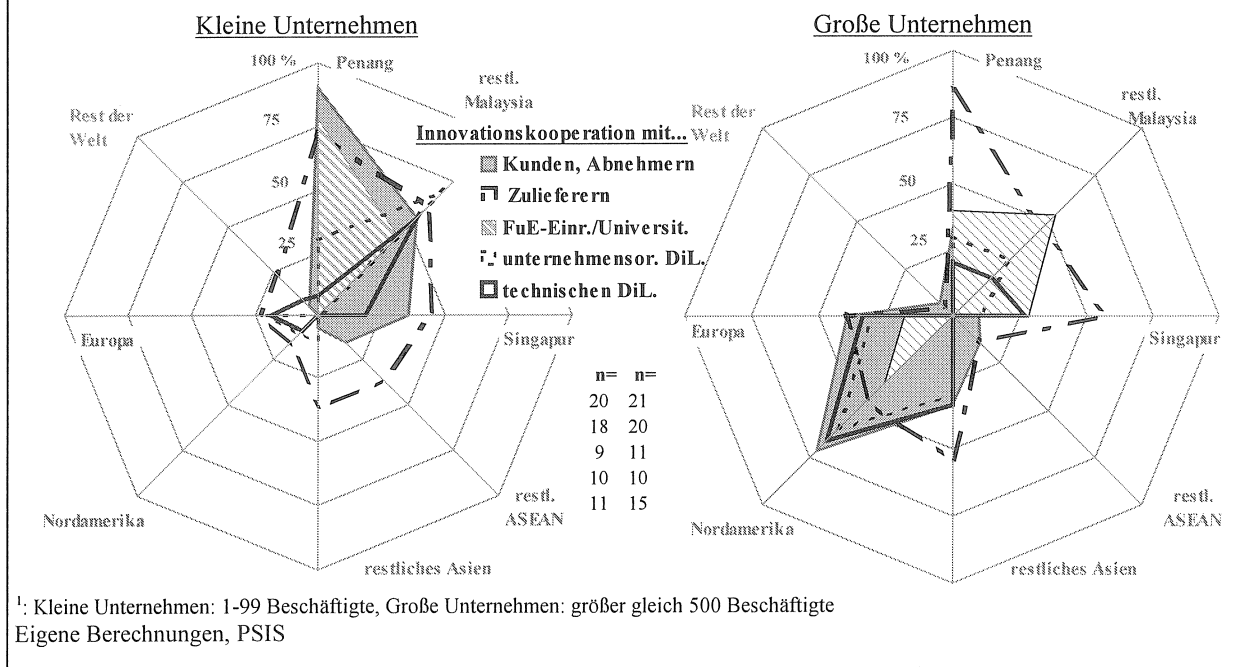 Kleine Unternehmen
100 %
Penang
restl.
Malaysia
Rest der
Welt
75
50
25
Europa
Singapur
Nordamerika
restl.
ASEAN
restliches Asien
Innovationskooperation mit...
Kunden, Abnehmern
Zulieferern
FuE-Einr./Universit.
unternehmensor. DiL.
technischen DiL.
n= n=
20 21
18 20
9 11
10 10
11 15
Große Unternehmen
100 %
Penang
restl.
Malaysia
Rest der
Welt
75
50
25
Europa
Singapur
Nordamerika
restl.
ASEAN
restliches Asien
¹: Kleine Unternehmen: 1-99 Beschäftigte, Große Unternehmen: größer gleich 500 Beschäftigte
Eigene Berechnungen, PSIS